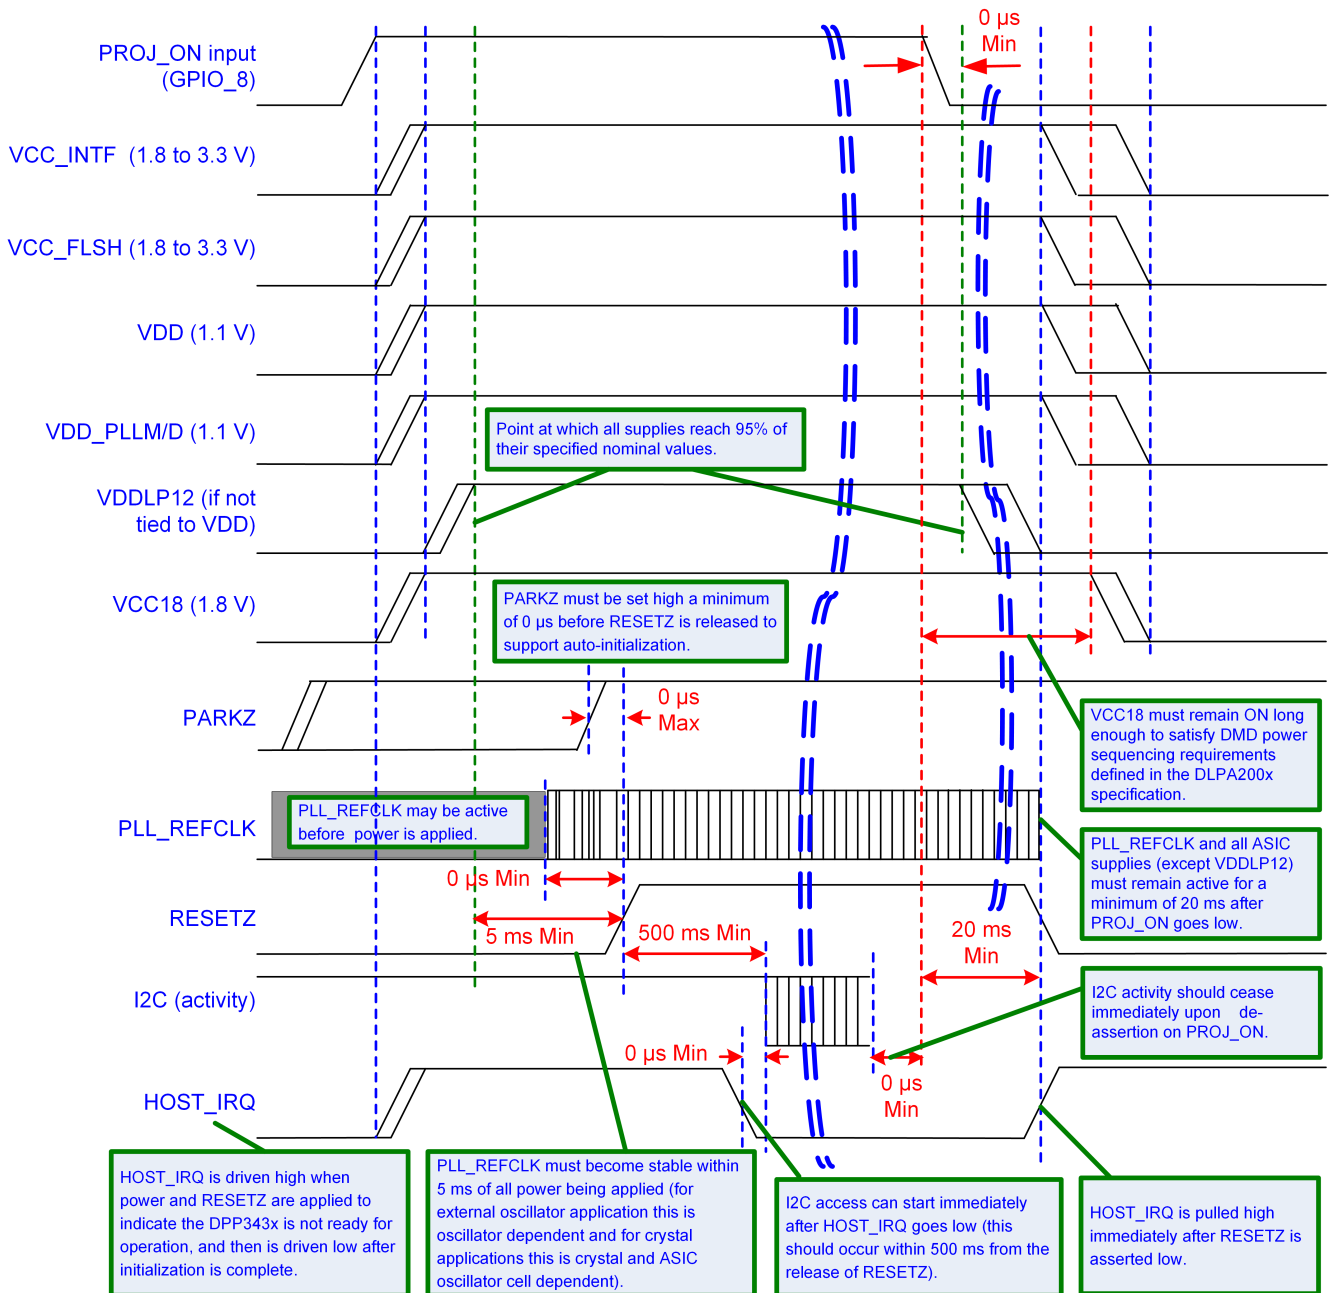 0 µs
Min
PROJ_ON input
(GPIO_8)
VCC_INTF (1.8 to 3.3 V)
VCC_FLSH (1.8 to 3.3 V)
VDD (1.1 V)
VDD_PLLM/D (1.1 V)
Point at which all supplies reach 95% of
their specified nominal values.
VDDLP12 (if not
tied to VDD)
VCC18 (1.8 V)
PARKZ must be set high a minimum
of 0 µs before RESETZ is released to
support auto-initialization.
PARKZ
0 µs
Max
VCC18 must remain ON long
enough to satisfy DMD power
sequencing requirements
defined in the DLPA200x
specification.
PLL_REFCLK
PLL_REFCLK may be active
before power is applied.
PLL_REFCLK and all ASIC
supplies (except VDDLP12)
must remain active for a
minimum of 20 ms after
PROJ_ON goes low.
0 µs Min
RESETZ
5 ms Min
500 ms Min
20 ms
Min
I2C (activity)
I2C activity should cease
immediately upon de-
assertion on PROJ_ON.
0 µs Min
0 µs
Min
HOST_IRQ
HOST_IRQ is driven high when
power and RESETZ are applied to
indicate the DPP343x is not ready for
operation, and then is driven low after
initialization is complete.
PLL_REFCLK must become stable within
5 ms of all power being applied (for
external oscillator application this is
oscillator dependent and for crystal
applications this is crystal and ASIC
oscillator cell dependent).
I2C access can start immediately
after HOST_IRQ goes low (this
should occur within 500 ms from the
release of RESETZ).
HOST_IRQ is pulled high
immediately after RESETZ is
asserted low.